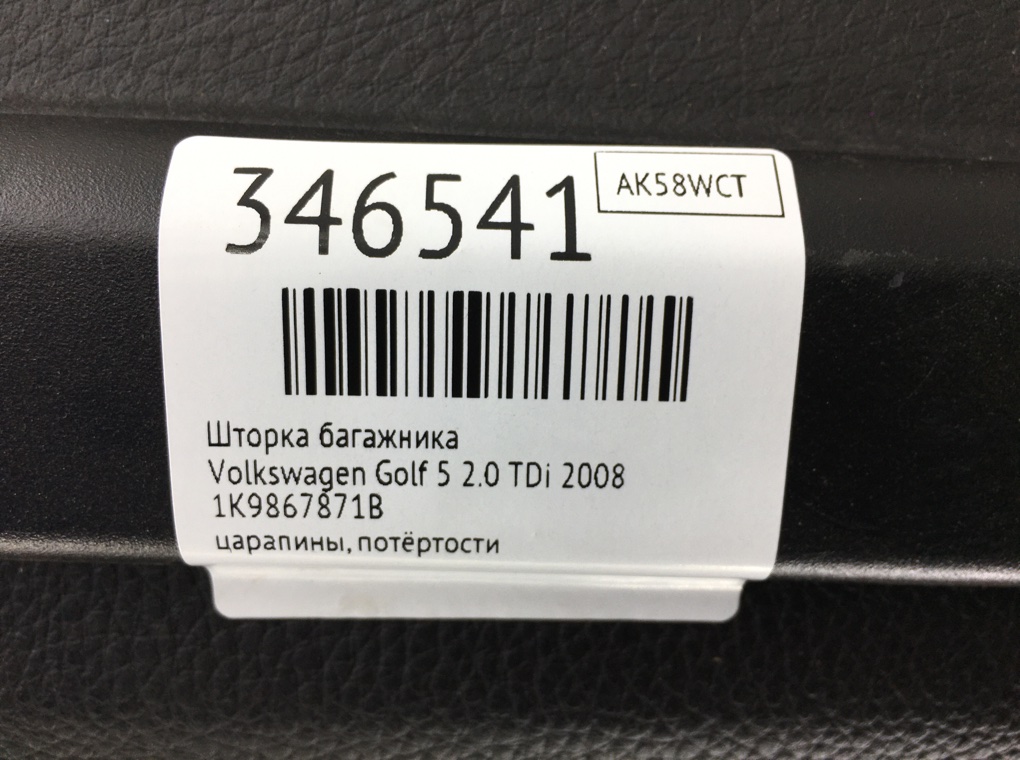 346541
AK58WCT
Шторка багажника
Volkswagen Golf 5 2.0 TDi 2008
1K9867871B
царапины, потёртости